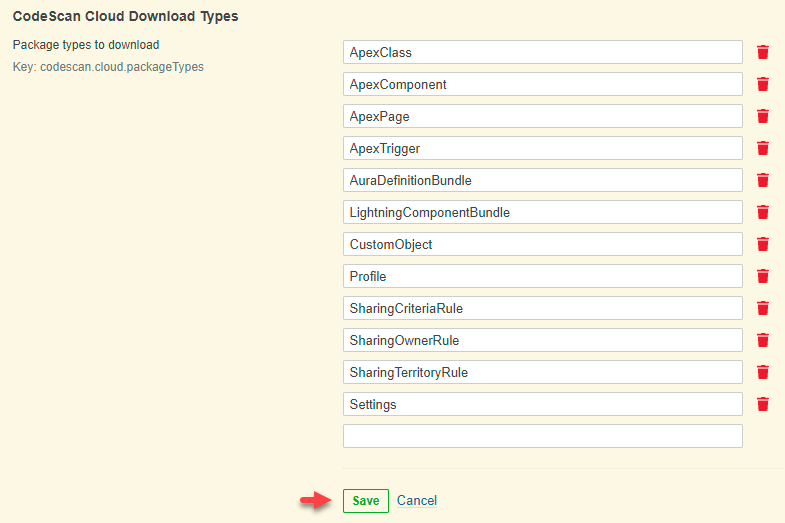 CodeScan Cloud Download Types
Package types to download
Key: codescan.cloud.packageTypes
ApexClass
ApexComponent
ApexPage
ApexTrigger
AuraDefinitionBundle
LightningComponentBundle
CustomObject
Profile
SharingCriteriaRule
SharingOwnerRule
SharingTerritoryRule
Settings
Save Cancel